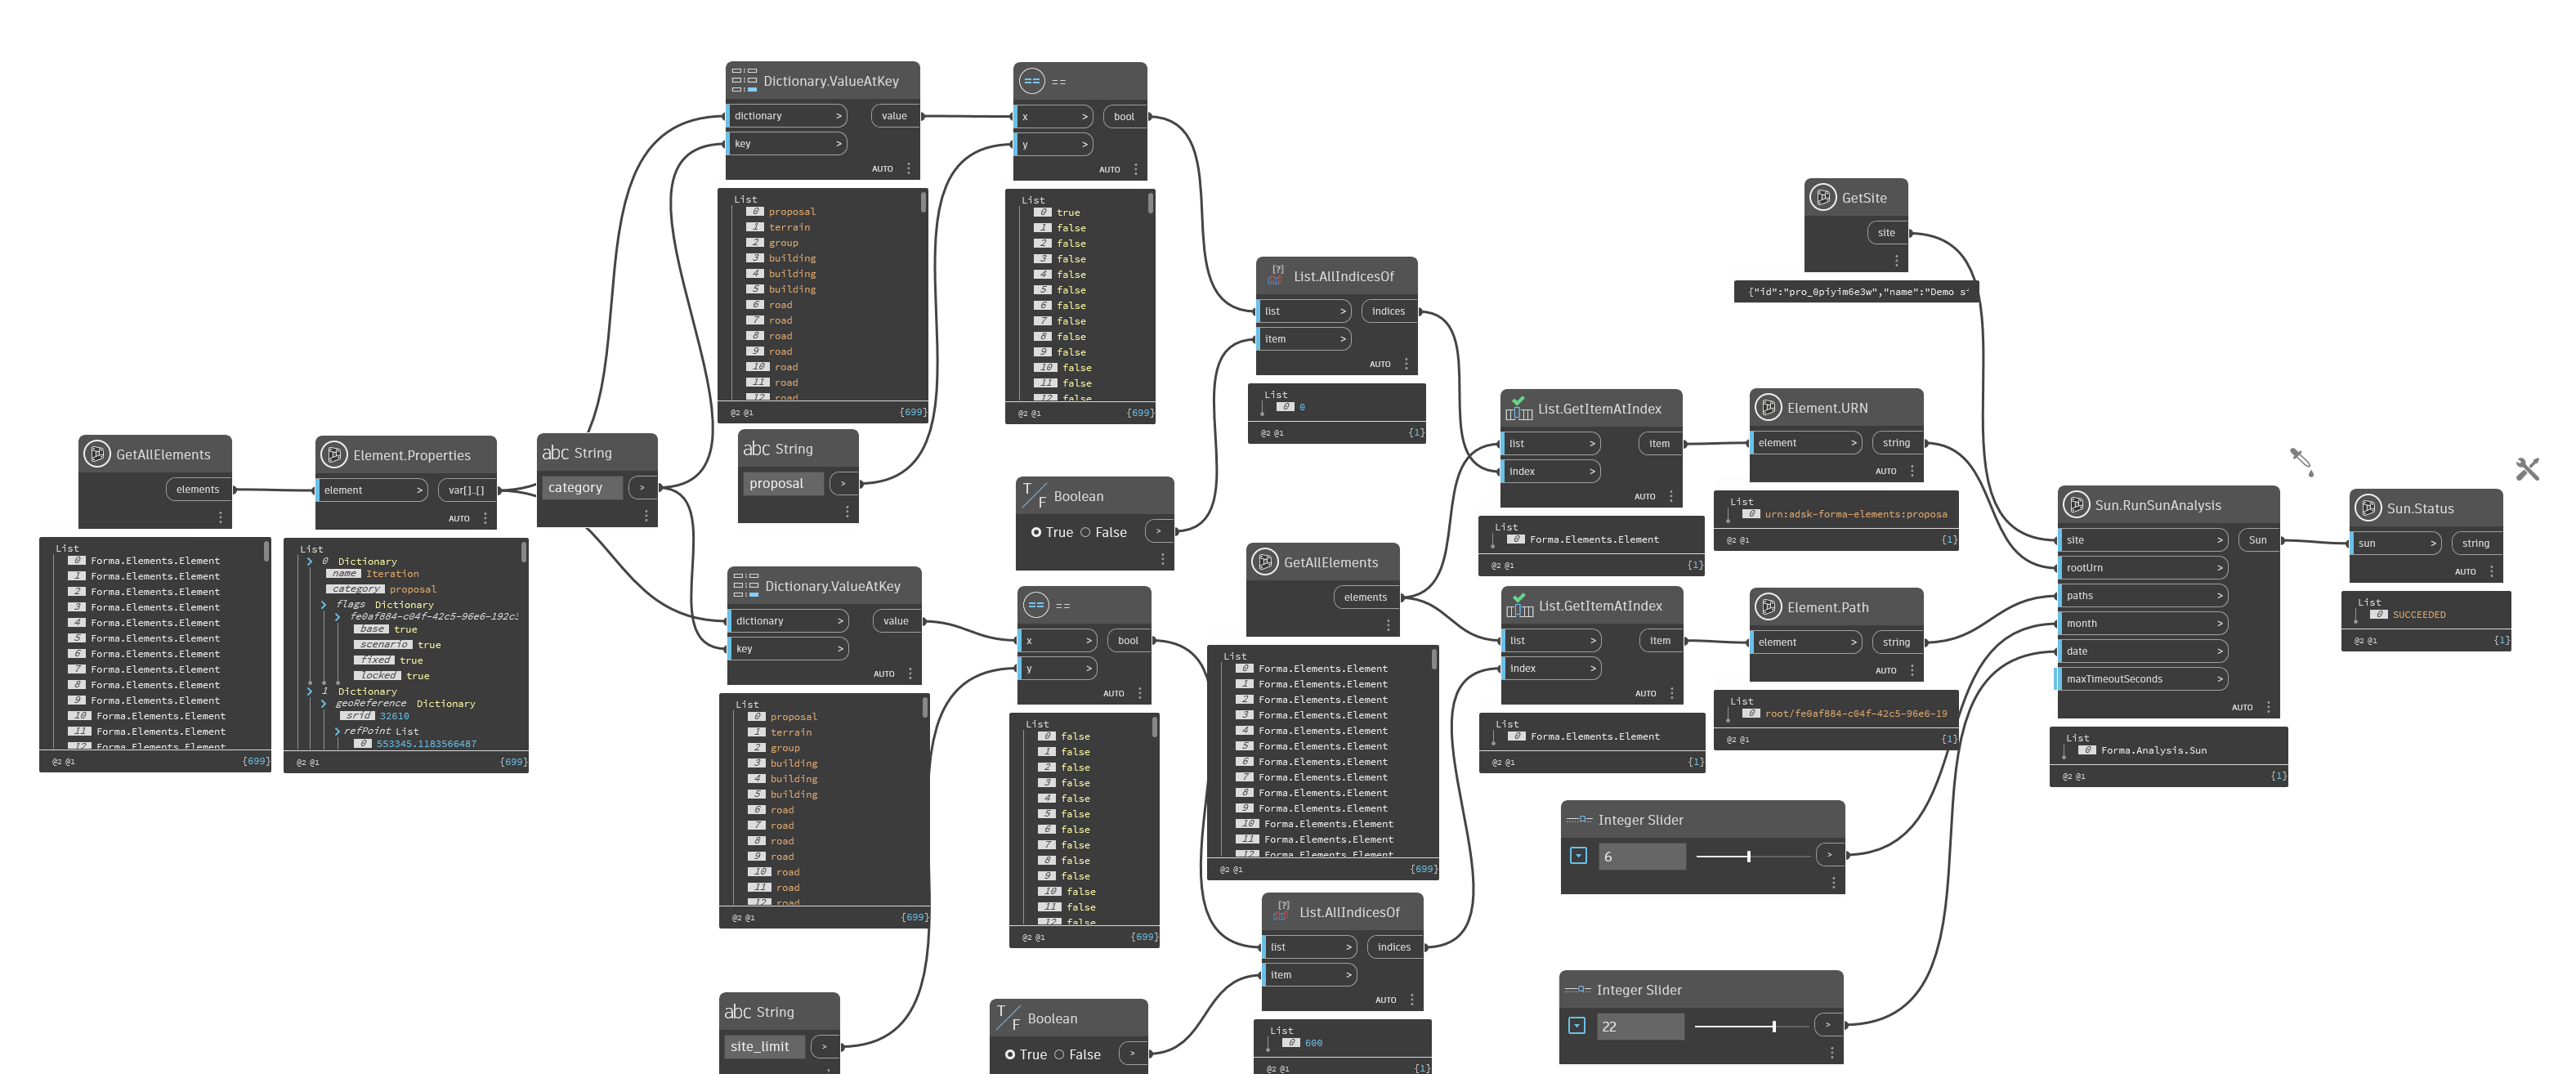 GetAllElements
elements
List
0 Forma.Elements.Element
1 Forma.Elements.Element
2 Forma.Elements.Element
3 Forma.Elements.Element
4 Forma.Elements.Element
5 Forma.Elements.Element
6 Forma.Elements.Element
7 Forma.Elements.Element
8 Forma.Elements.Element
9 Forma.Elements.Element
10 Forma.Elements.Element
11 Forma.Elements.Element
12 Forma.Elements.Element
@2 @1 {699}
Element.Properties
element > var[]..[]
AUTO
List
0 Dictionary
name Iteration
category proposal
flags Dictionary
fe0af884-c04f-42c5-96e6-192c
base true
scenario true
fixed true
locked true
1 Dictionary
geoReference Dictionary
srid 32610
refPoint List
0 553345.1183566487
@2 @1 {699}
abc String
category >
Dictionary.ValueAtKey
dictionary > value
key >
AUTO
List
0 proposal
1 terrain
2 group
3 building
4 building
5 building
6 road
7 road
8 road
9 road
10 road
11 road
12 road
@2 @1 {699}
abc String
proposal >
Dictionary.ValueAtKey
dictionary > value
key >
AUTO
List
0 proposal
1 terrain
2 group
3 building
4 building
5 building
6 road
7 road
8 road
9 road
10 road
11 road
12 road
@2 @1 {699}
abc String
site_limit >
== ==
x > bool
y >
AUTO
List
0 true
1 false
2 false
3 false
4 false
5 false
6 false
7 false
8 false
9 false
10 false
11 false
12 false
@2 @1 {699}
T/F Boolean
True False >
== ==
x > bool
y >
AUTO
List
0 false
1 false
2 false
3 false
4 false
5 false
6 false
7 false
8 false
9 false
10 false
11 false
12 false
@2 @1 {699}
T/F Boolean
True False >
[?] List.AllIndicesOf
list > indices
item >
AUTO
List
0 0
@2 @1 {1}
GetAllElements
elements
List
0 Forma.Elements.Element
1 Forma.Elements.Element
2 Forma.Elements.Element
3 Forma.Elements.Element
4 Forma.Elements.Element
5 Forma.Elements.Element
6 Forma.Elements.Element
7 Forma.Elements.Element
8 Forma.Elements.Element
9 Forma.Elements.Element
10 Forma.Elements.Element
11 Forma.Elements.Element
12 Forma.Elements.Element
@2 @1 {699}
[?] List.AllIndicesOf
list > indices
item >
AUTO
List
0 600
@2 @1 {1}
List.GetItemAtIndex
list > item
index >
AUTO
List
0 Forma.Elements.Element
@2 @1 {1}
List.GetItemAtIndex
list > item
index >
AUTO
List
0 Forma.Elements.Element
@2 @1 {1}
Integer Slider
6 >
Integer Slider
22 >
GetSite
site
{"id":"pro_0piyim6e3w","name":"Demo s
Element.URN
element > string
AUTO
List
0 urn:adsk-forma-elements:proposa
@2 @1 {1}
Element.Path
element > string
AUTO
List
0 root/fe0af884-c04f-42c5-96e6-19
@2 @1 {1}
Sun.RunSunAnalysis
site > Sun
rootUrn >
paths >
month >
date >
maxTimeoutSeconds >
AUTO
List
0 Forma.Analysis.Sun
@2 @1 {1}
Sun.Status
sun > string
AUTO
List
0 SUCCEEDED
@2 @1 {1}